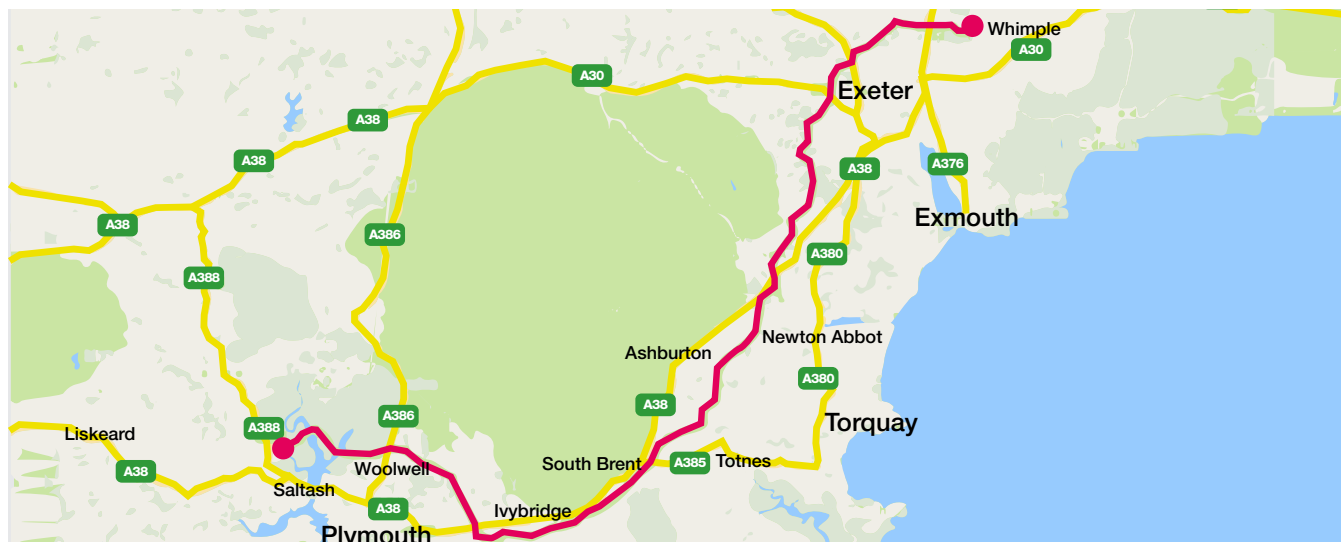 Whimple
A30
A30
Exeter
A38
A38
A38
A376
Exmouth
A38
A386
A380
A388
Newton Abbot
Ashburton
A380
A38
A386
Torquay
A388
Liskeard
South Brent
A385
Totnes
Woolwell
A38
Saltash
A38
Ivybridge
Plymouth